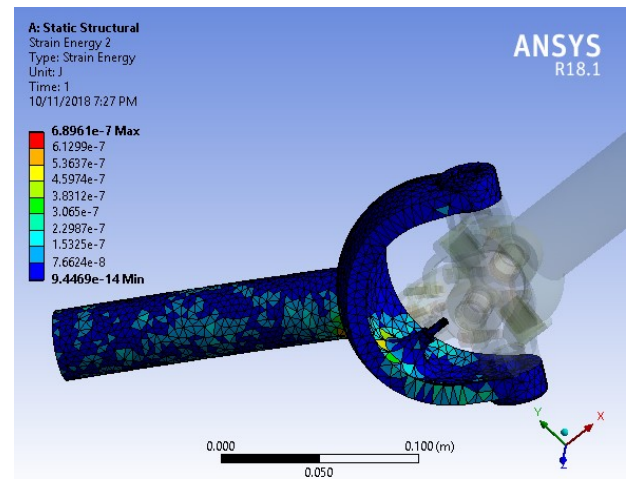 A: Static Structural
Strain Energy 2
Type: Strain Energy
Unit: J
Time: 1
10/11/2018 7:27 PM
ANSYS
R18.1
6.8961e-7 Max
6.1299e-7
5.3637e-7
4.5974e-7
3.8312e-7
3.065e-7
2.2987e-7
1.5325e-7
7.6624e-8
9.4469e-14 Min
0.000 0.100 (m)
0.050
Y X
Z